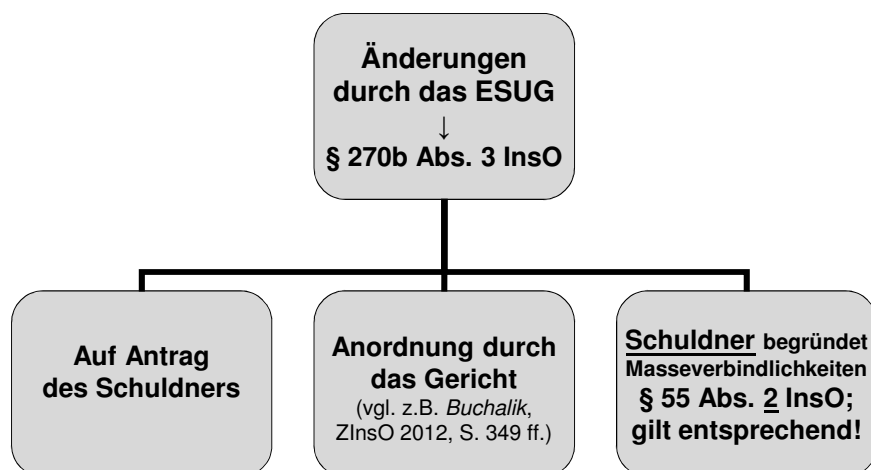 Änderungen
durch das ESUG
↓
§ 270b Abs. 3 InsO
Auf Antrag
des Schuldners
Anordnung durch
das Gericht
(vgl. z.B. Buchalik,
ZInsO 2012, S. 349 ff.)
Schuldner begründet
Masseverbindlichkeiten
§ 55 Abs. 2 InsO;
gilt entsprechend!